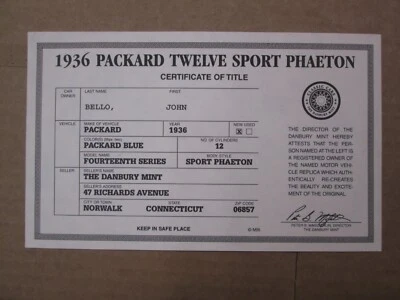 1936 PACKARD TWELVE SPORT PHAETON
CERTIFICATE OF TITLE
CAR OWNER
LAST NAME FIRST
BELLO, JOHN
VEHICLE
MAKE OF VEHICLE YEAR NEW USED
PACKARD 1936 X
COLOR(S) NO. OF CYLINDERS
PACKARD BLUE 12
MODEL NAME BODY STYLE
FOURTEENTH SERIES SPORT PHAETON
SELLER
SELLER'S NAME
THE DANBURY MINT
SELLER'S ADDRESS
47 RICHARDS AVENUE
CITY OR TOWN STATE ZIP CODE
NORWALK CONNECTICUT 06857
KEEP IN SAFE PLACE
© MBI
THE DIRECTOR OF THE
DANBURY MINT HEREBY
ATTESTS THAT THE PER-
SON NAMED AT THE LEFT IS
A REGISTERED OWNER OF
THE NAMED MOTOR VEHI-
CLE REPLICA WHICH AUTH-
ENTICALLY RE-CREATES
THE BEAUTY AND EXCITE-
MENT OF THE ORIGINAL.
"THE DANBURY MINT"